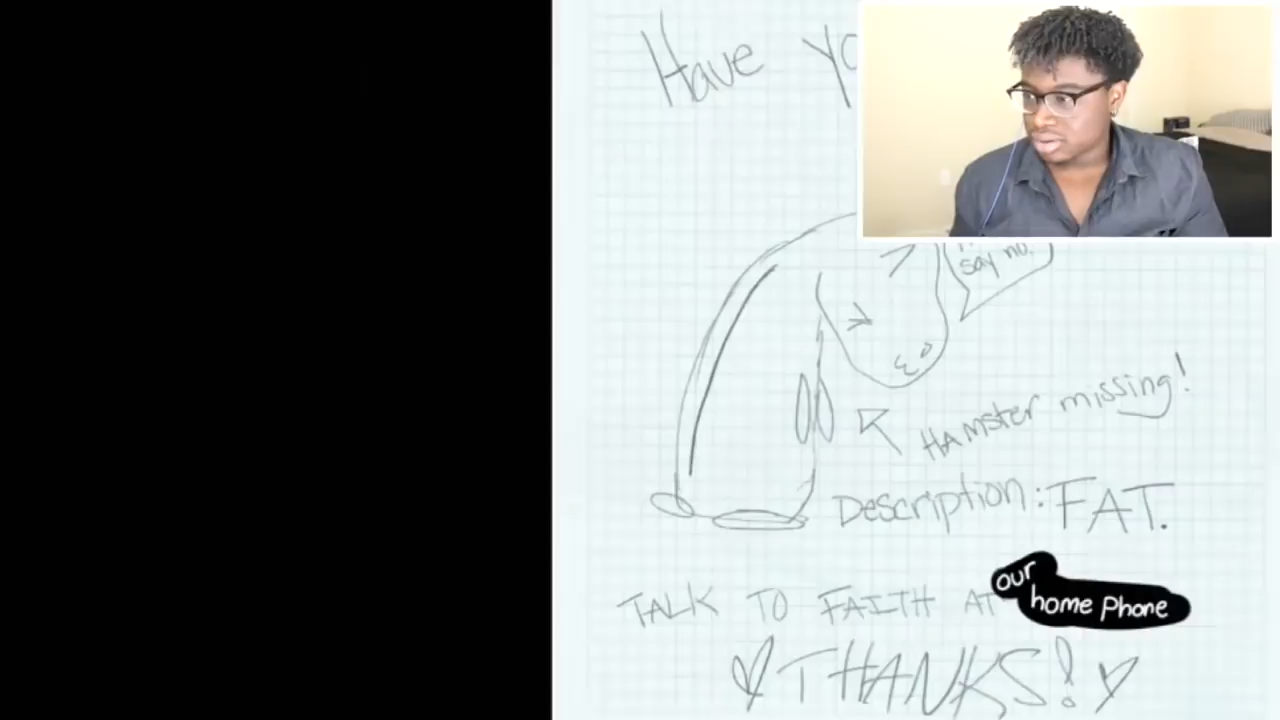 Have
say no.
HAMSTER missing!
Description: FAT.
TALK TO FAITH AT our home Phone
THANKS!